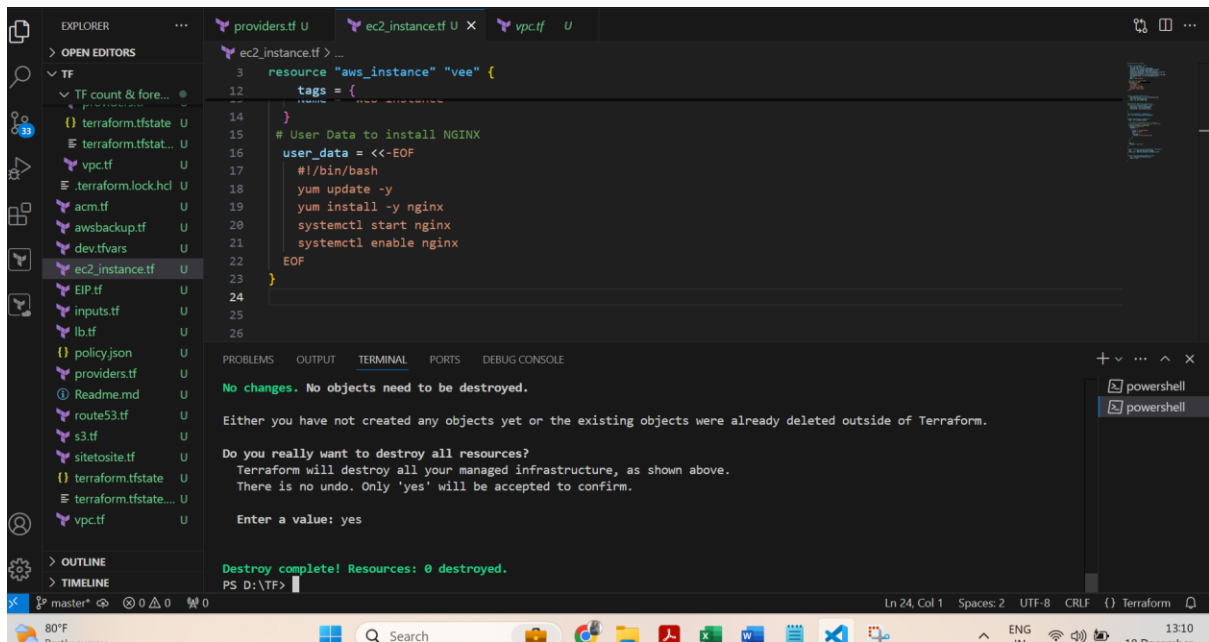 EXPLORER ...
providers.tf U ec2_instance.tf U × vpc.tf U
> OPEN EDITORS
ec2_instance.tf > ...
TF
TF count & fore...
{} terraform.tfstate U
terraform.tfstat... U
vpc.tf U
.terraform.lock.hcl U
acm.tf U
awsbackup.tf U
dev.tfvars U
ec2_instance.tf U
EIP.tf U
inputs.tf U
lb.tf U
{} policy.json U
providers.tf U
Readme.md U
route53.tf U
s3.tf U
sitetosite.tf U
{} terraform.tfstate U
terraform.tfstate.... U
vpc.tf U
> OUTLINE
> TIMELINE
33
3 resource "aws_instance" "vee" {
12 tags = {
14 }
15 # User Data to install NGINX
16 user_data = <<-EOF
17 #!/bin/bash
18 yum update -y
19 yum install -y nginx
20 systemctl start nginx
21 systemctl enable nginx
22 EOF
23 }
24
25
26
PROBLEMS OUTPUT TERMINAL PORTS DEBUG CONSOLE
No changes. No objects need to be destroyed.
Either you have not created any objects yet or the existing objects were already deleted outside of Terraform.
Do you really want to destroy all resources?
Terraform will destroy all your managed infrastructure, as shown above.
There is no undo. Only 'yes' will be accepted to confirm.
Enter a value: yes
Destroy complete! Resources: 0 destroyed.
PS D:\TF>
powershell
powershell
master* 0 0 0 Ln 24, Col 1 Spaces: 2 UTF-8 CRLF {} Terraform
80°F
Search
ENG
13:10